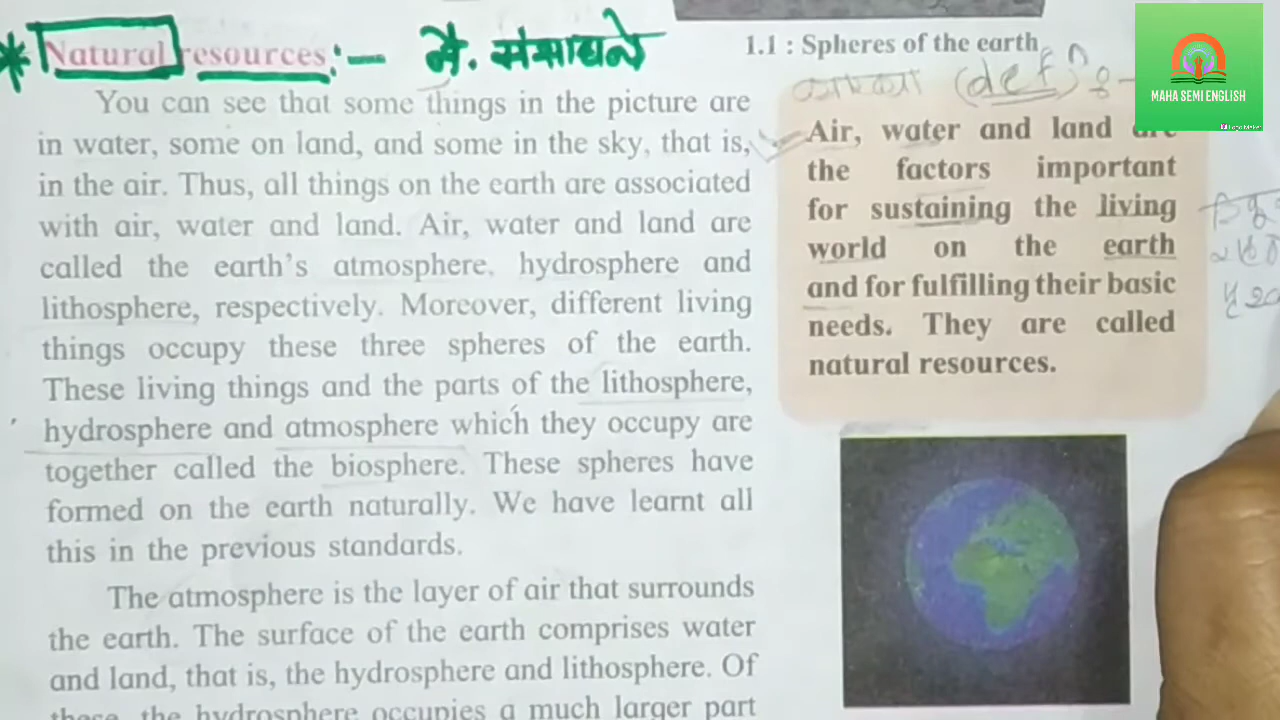 * Natural resources :— नै. संसाधने
You can see that some things in the picture are
in water, some on land, and some in the sky, that is,
in the air. Thus, all things on the earth are associated
with air, water and land. Air, water and land are
called the earth's atmosphere, hydrosphere and
lithosphere, respectively. Moreover, different living
things occupy these three spheres of the earth.
These living things and the parts of the lithosphere,
hydrosphere and atmosphere which they occupy are
together called the biosphere. These spheres have
formed on the earth naturally. We have learnt all
this in the previous standards.
The atmosphere is the layer of air that surrounds
the earth. The surface of the earth comprises water
and land, that is, the hydrosphere and lithosphere. Of
these, the hydrosphere occupies a much larger part
1.1 : Spheres of the earth
(defn)
Air, water and land are
the factors important
for sustaining the living
world on the earth
and for fulfilling their basic
needs. They are called
natural resources.
MAHA SEMI ENGLISH